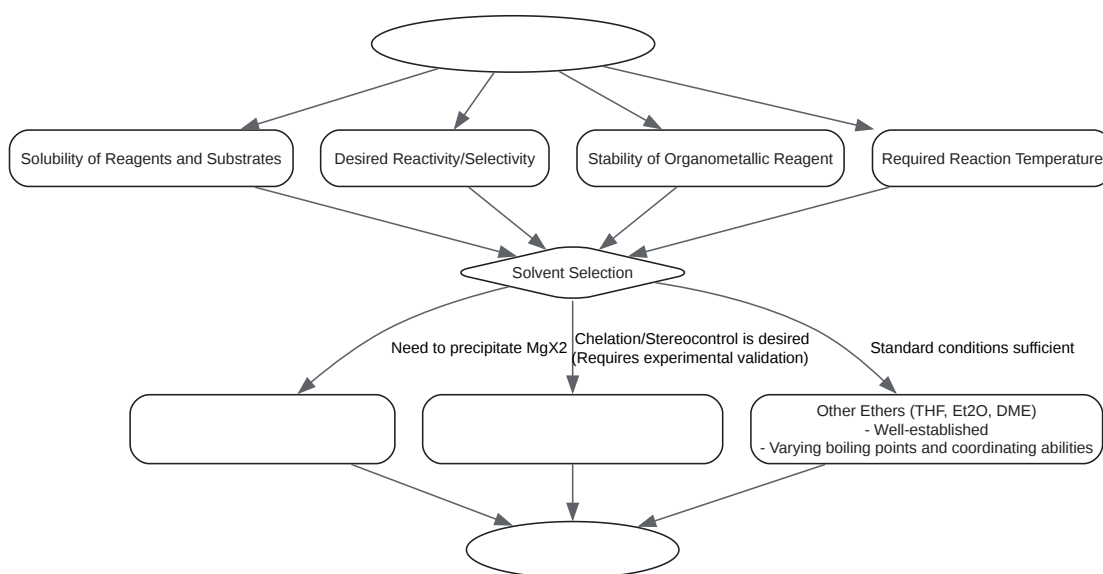 Solubility of Reagents and Substrates
Desired Reactivity/Selectivity
Stability of Organometallic Reagent
Required Reaction Temperature
Solvent Selection
Need to precipitate MgX2
Chelation/Stereocontrol is desired
(Requires experimental validation)
Standard conditions sufficient
Other Ethers (THF, Et2O, DME)
- Well-established
- Varying boiling points and coordinating abilities